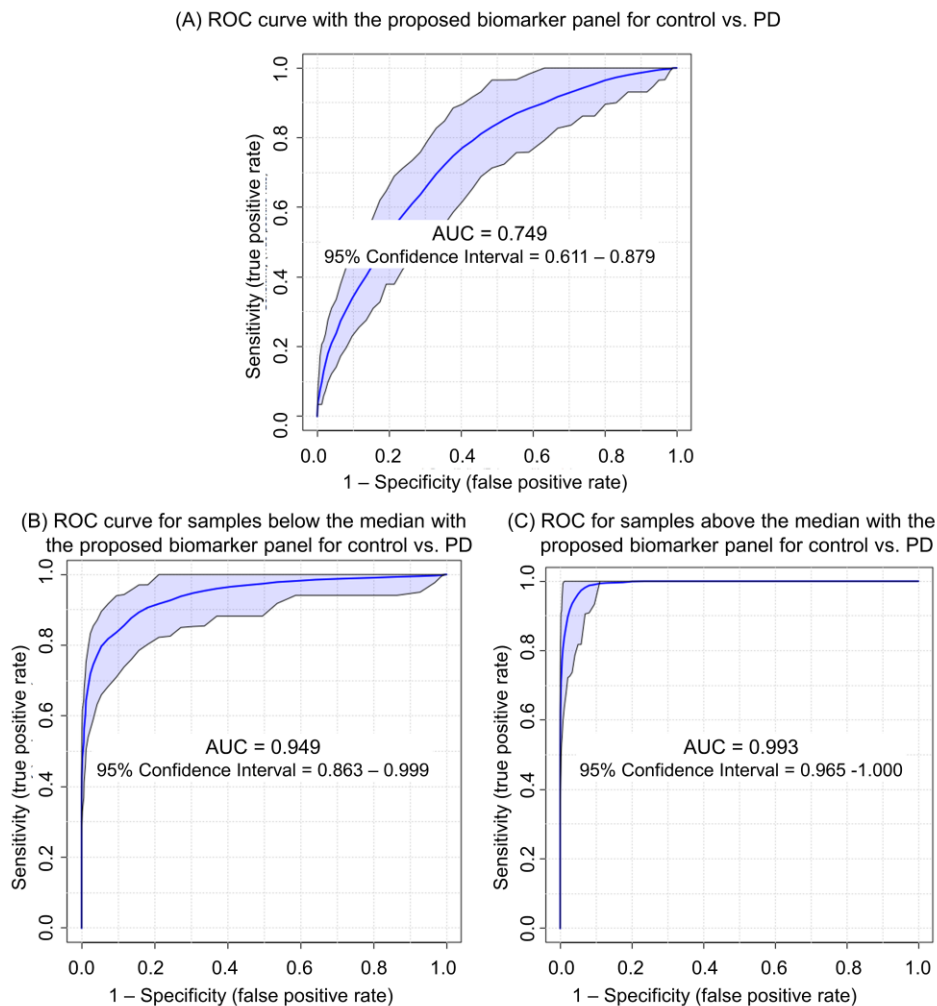 (A) ROC curve with the proposed biomarker panel for control vs. PD
Sensitivity (true positive rate)
0.0 0.2 0.4 0.6 0.8 1.0
AUC = 0.749
95% Confidence Interval = 0.611 – 0.879
0.0 0.2 0.4 0.6 0.8 1.0
1 – Specificity (false positive rate)
(B) ROC curve for samples below the median with
the proposed biomarker panel for control vs. PD
Sensitivity (true positive rate)
0.0 0.2 0.4 0.6 0.8 1.0
AUC = 0.949
95% Confidence Interval = 0.863 – 0.999
0.0 0.2 0.4 0.6 0.8 1.0
1 – Specificity (false positive rate)
(C) ROC for samples above the median with the
proposed biomarker panel for control vs. PD
Sensitivity (true positive rate)
0.0 0.2 0.4 0.6 0.8 1.0
AUC = 0.993
95% Confidence Interval = 0.965 -1.000
0.0 0.2 0.4 0.6 0.8 1.0
1 – Specificity (false positive rate)